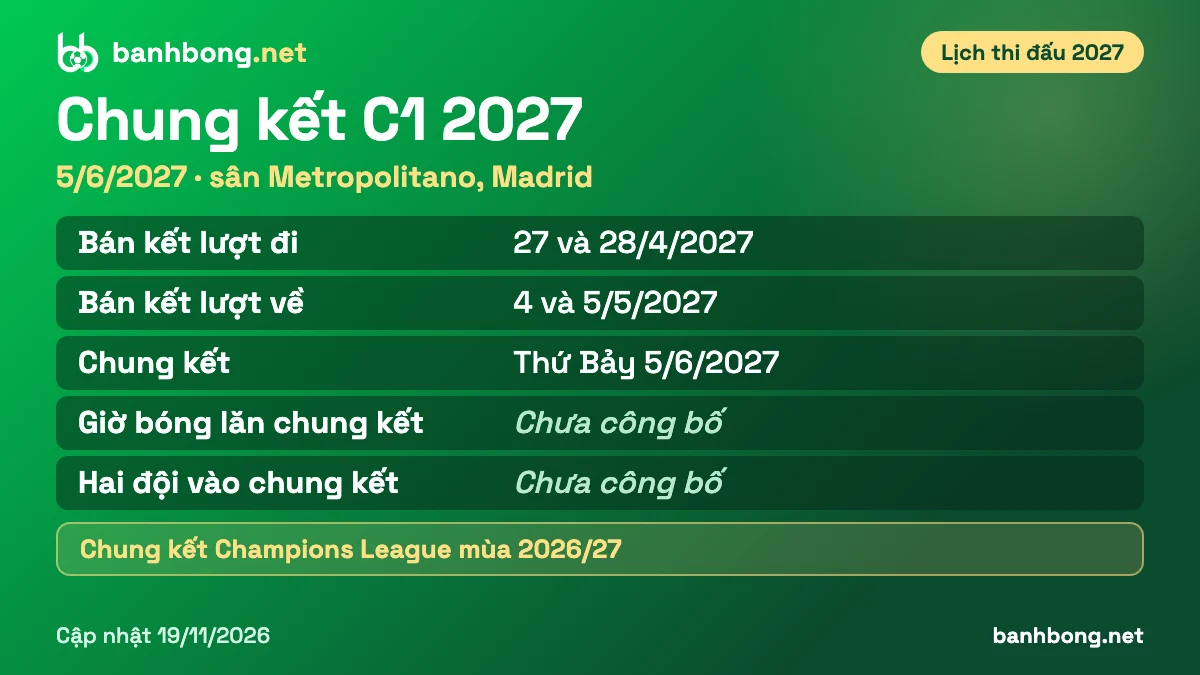 banhbong.net
Lịch thi đấu 2027
Chung kết C1 2027
5/6/2027 · sân Metropolitano, Madrid
Bán kết lượt đi 27 và 28/4/2027
Bán kết lượt về 4 và 5/5/2027
Chung kết Thứ Bảy 5/6/2027
Giờ bóng lăn chung kết Chưa công bố
Hai đội vào chung kết Chưa công bố
Chung kết Champions League mùa 2026/27
Cập nhật 19/11/2026
banhbong.net